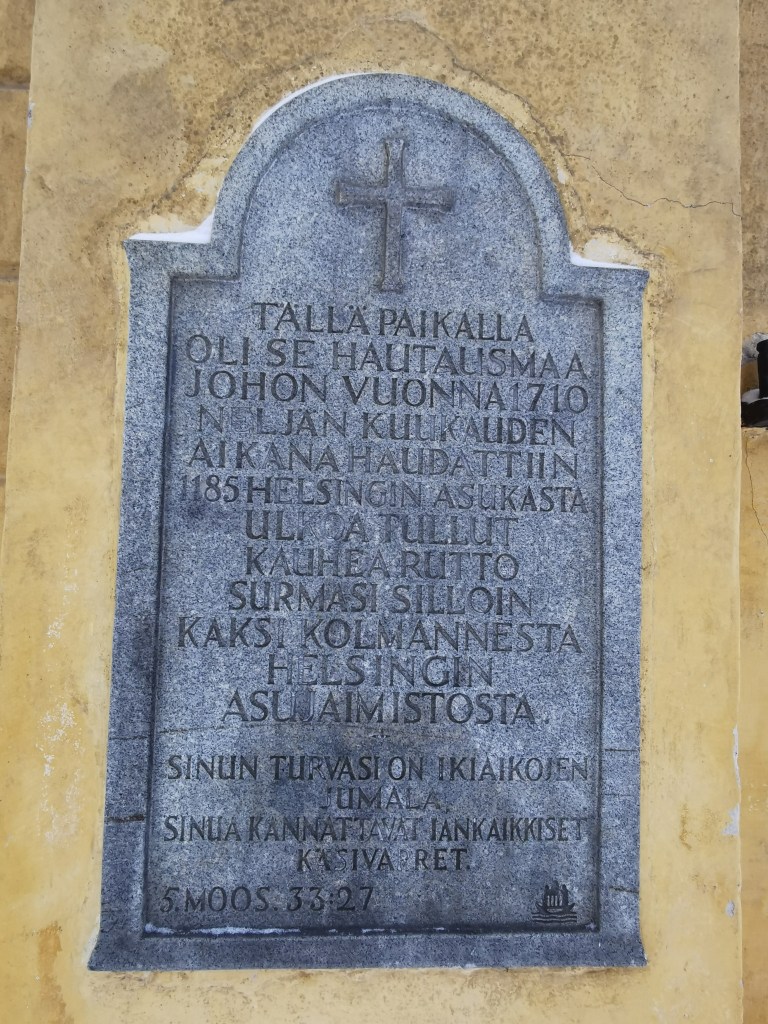 TÄLLÄ PAIKALLA
OLI SE HAUTAUSMAA
JOHON VUONNA 1710
NELJÄN KUUKAUDEN
AIKANA HAUDATTIIN
1185 HELSINGIN ASUKASTA
ULKOA TULLUT
KAUHEA RUTTO
SURMASI SILLOIN
KAKSI KOLMANNESTA
HELSINGIN
ASUJAIMISTOSTA.
SINUN TURVASI ON IKIAIKOJEN
JUMALA,
SINUA KANNATTAVAT IANKAIKKISET
KÄSIVARRET.
5. MOOS. 33:27